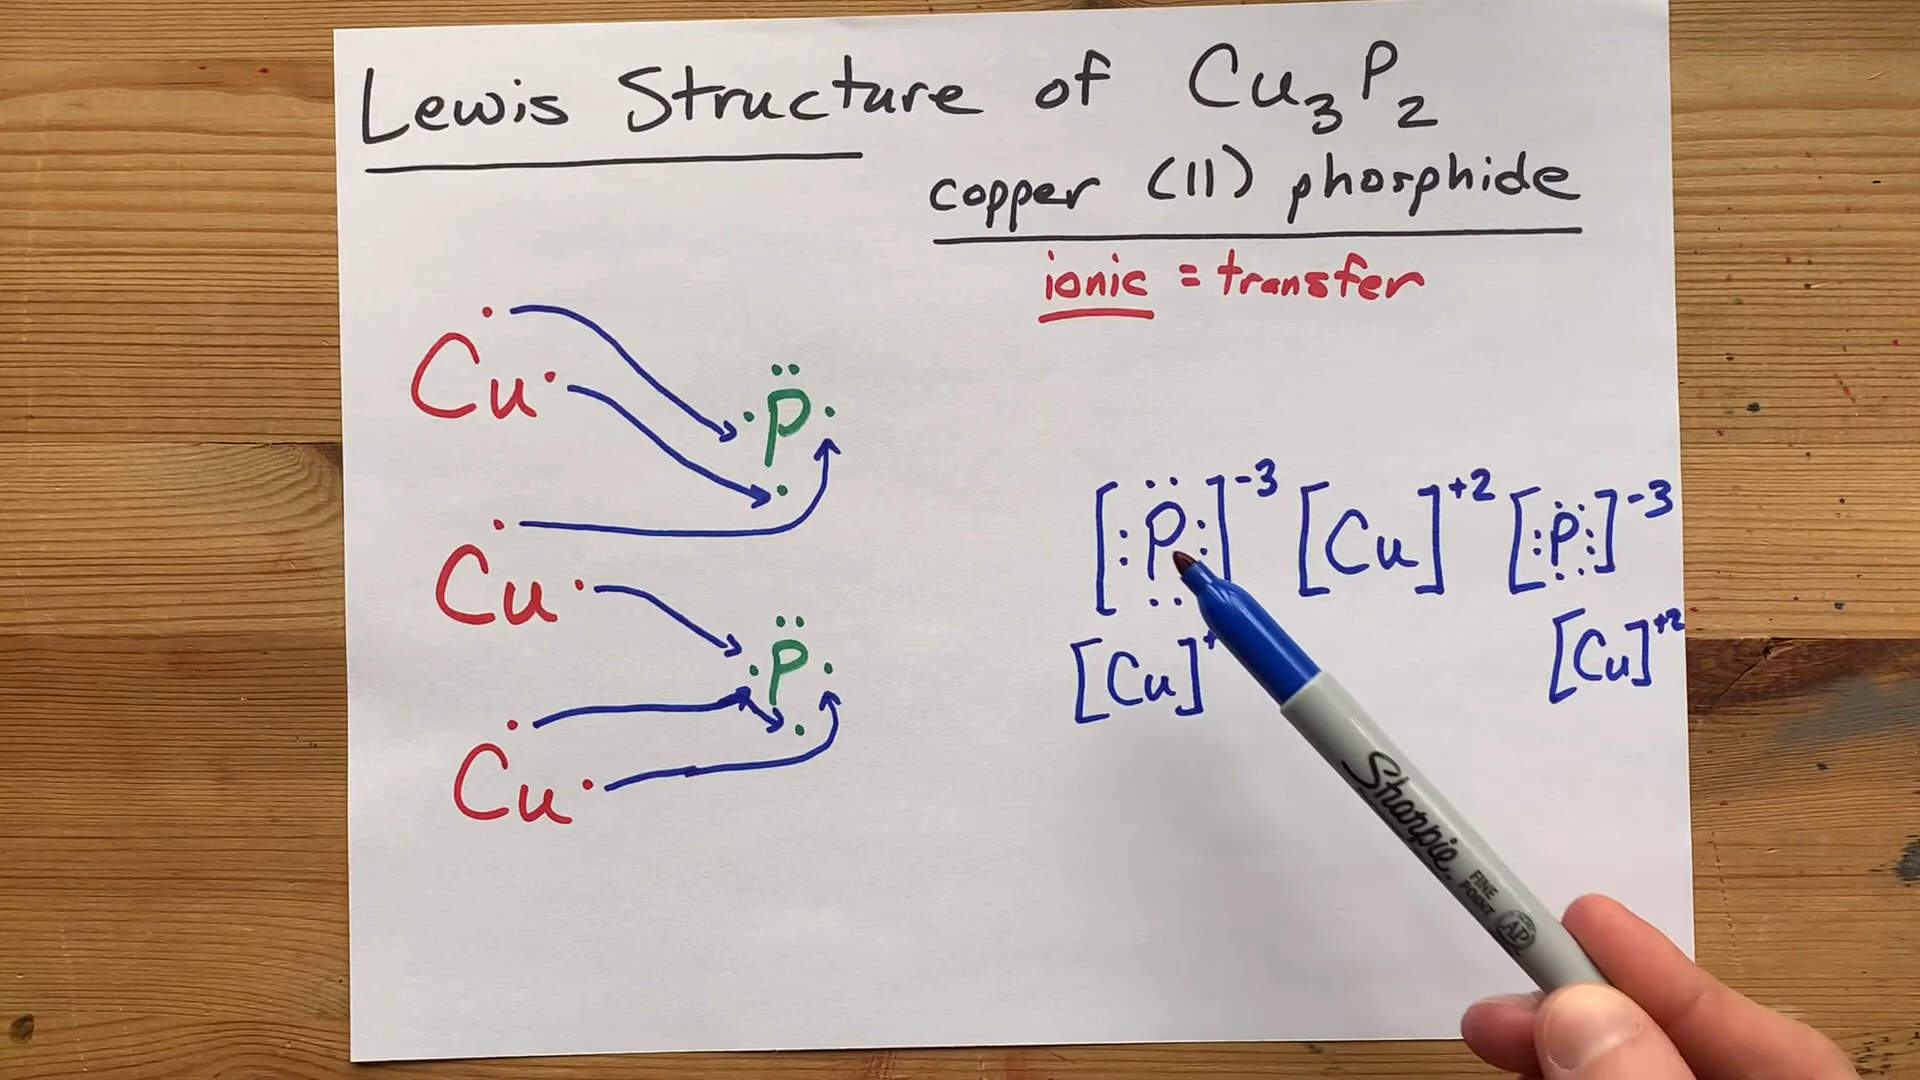 Lewis Structure of Cu3P2
copper (II) phosphide
ionic = transfer
Cu
P
Cu
P
Cu
[P]-3 [Cu]+2 [P]-3
[Cu]+ [Cu]+2
Sharpie.
FINE
POINT
AP